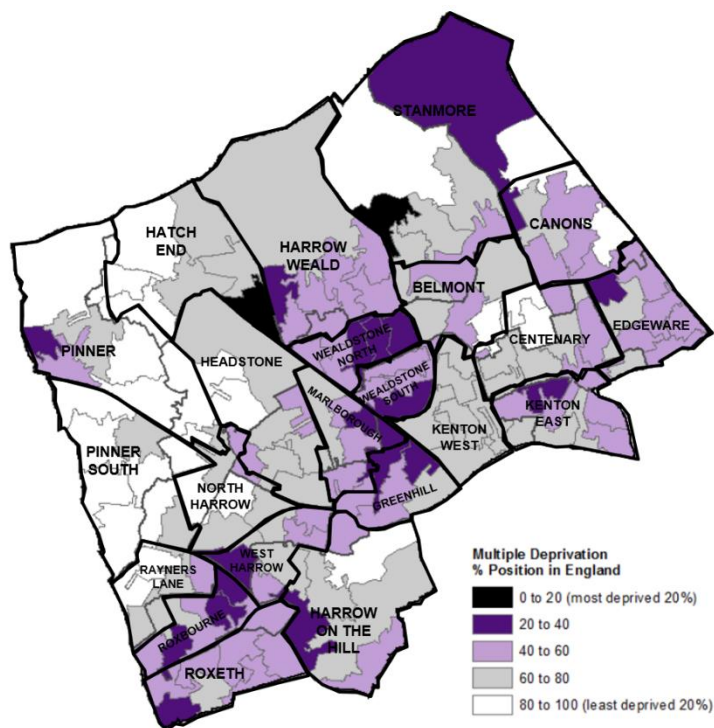 STANMORE
CANONS
HATCH
END
HARROW
WEALD
BELMONT
EDGEWARE
CENTENARY
PINNER
HEADSTONE
WEALDSTONE
NORTH
WEALDSTONE
SOUTH
MARLBOROUGH
KENTON
EAST
KENTON
WEST
PINNER
SOUTH
NORTH
HARROW
GREENHILL
RAYNERS
LANE
WEST
HARROW
ROXBOURNE
HARROW
ON THE
HILL
ROXETH
Multiple Deprivation
% Position in England
0 to 20 (most deprived 20%)
20 to 40
40 to 60
60 to 80
80 to 100 (least deprived 20%)